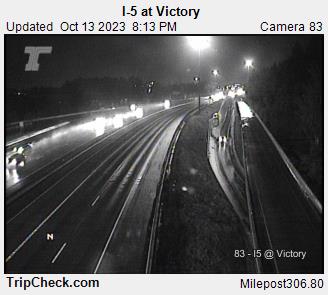 I-5 at Victory
Updated Oct 13 2023 8:13 PM Camera 83
T
N
83 - I5 @ Victory
TripCheck.com Milepost306.80